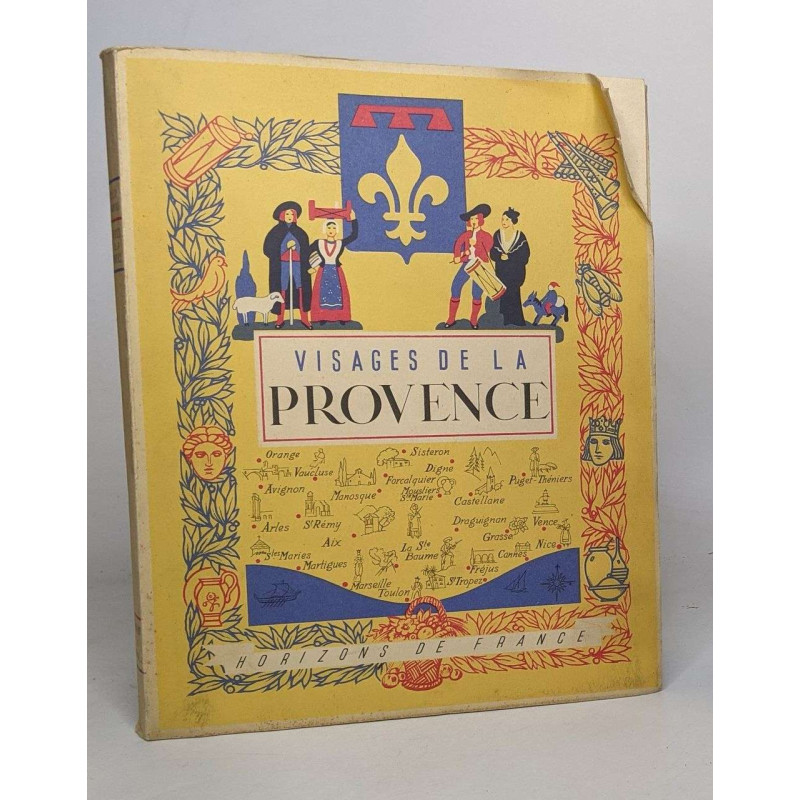 VISAGES DE LA
PROVENCE
Orange
Sisteron
Vaucluse
Digne
Forcalquier
Puget-Théniers
Avignon
Manosque
Moustiers
Ste Marie
Castellane
Arles
St Rémy
Draguignan
Vence
Grasse
Aix
La Ste
Baume
Nice
Stes Maries
Cannes
Martigues
Fréjus
Marseille
St Tropez
Toulon
HORIZONS DE FRANCE